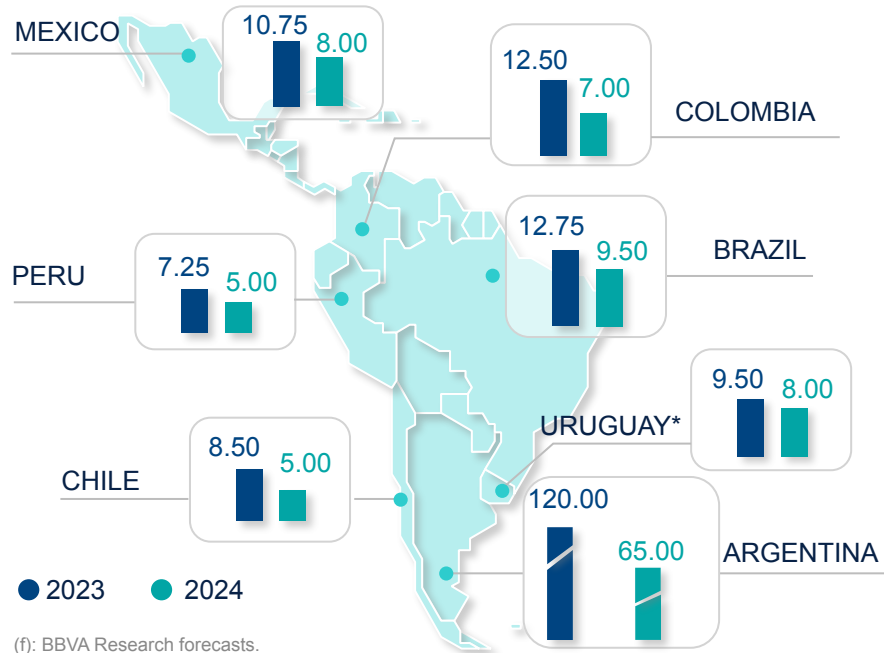 MEXICO
10.75
8.00
12.50
7.00
COLOMBIA
12.75
9.50
BRAZIL
PERU
7.25
5.00
9.50
8.00
URUGUAY*
CHILE
8.50
5.00
120.00
65.00
ARGENTINA
2023 2024
(f): BBVA Research forecasts.